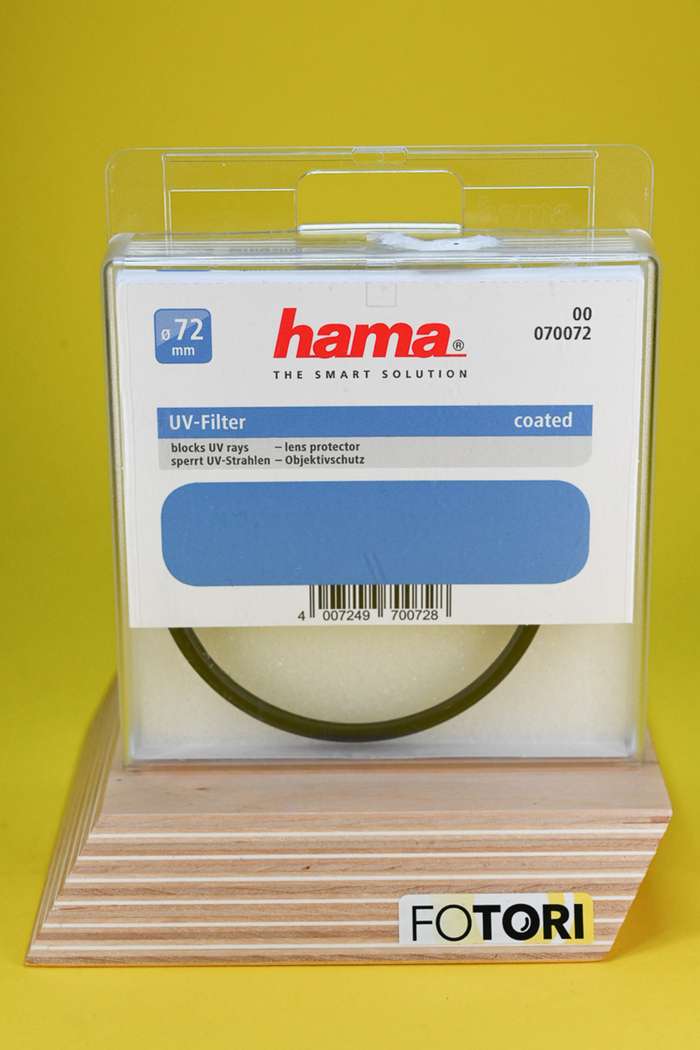 ø 72
mm
hama®
THE SMART SOLUTION
00
070072
UV-Filter coated
blocks UV rays – lens protector
sperrt UV-Strahlen – Objektivschutz
4 007249 700728
FOTORI